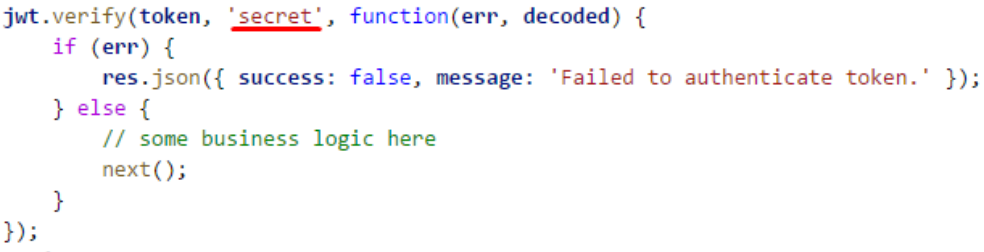 jwt.verify(token, 'secret', function(err, decoded) {
    if (err) {
        res.json({ success: false, message: 'Failed to authenticate token.' });
    } else {
        // some business logic here
        next();
    }
});